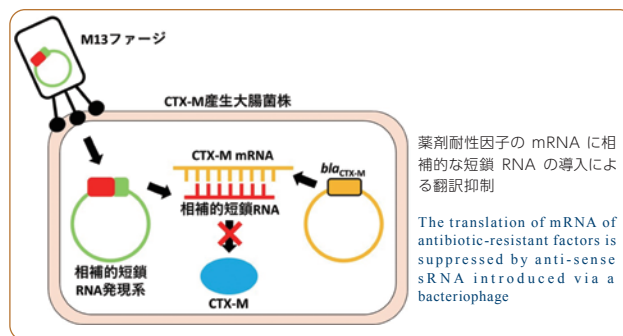 M13ファージ
CTX-M産生大腸菌株
CTX-M mRNA
bla CTX-M
相補的短鎖RNA
相補的短鎖
RNA発現系
CTX-M
薬剤耐性因子の mRNA に相
補的な短鎖 RNA の導入によ
る翻訳抑制
The translation of mRNA of
antibiotic-resistant factors is
suppressed by anti-sense
sRNA introduced via a
bacteriophage